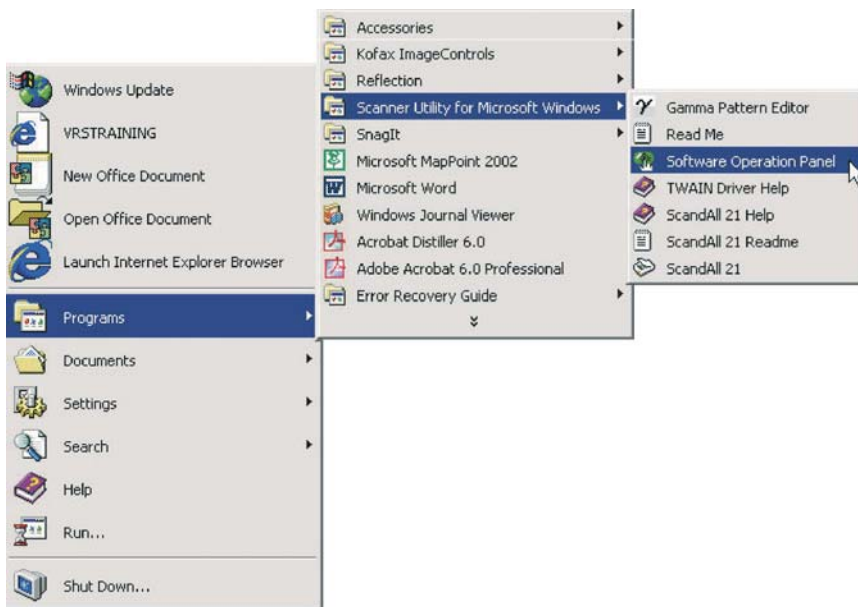 Windows Update
VRSTRAINING
New Office Document
Open Office Document
Launch Internet Explorer Browser
Programs
Documents
Settings
Search
Help
Run...
Shut Down...
Accessories
Kofax ImageControls
Reflection
Scanner Utility for Microsoft Windows
SnagIt
Microsoft MapPoint 2002
Microsoft Word
Windows Journal Viewer
Acrobat Distiller 6.0
Adobe Acrobat 6.0 Professional
Error Recovery Guide
Gamma Pattern Editor
Read Me
Software Operation Panel
TWAIN Driver Help
ScandAll 21 Help
ScandAll 21 Readme
ScandAll 21